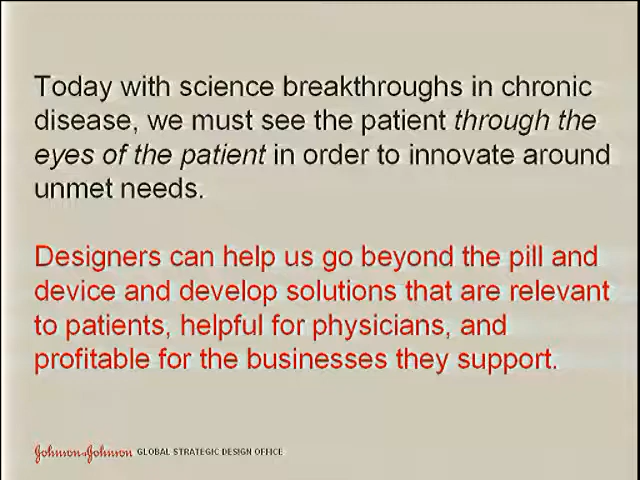 Today with science breakthroughs in chronic
disease, we must see the patient through the
eyes of the patient in order to innovate around
unmet needs.
Designers can help us go beyond the pill and
device and develop solutions that are relevant
to patients, helpful for physicians, and
profitable for the businesses they support.
Johnson&Johnson GLOBAL STRATEGIC DESIGN OFFICE